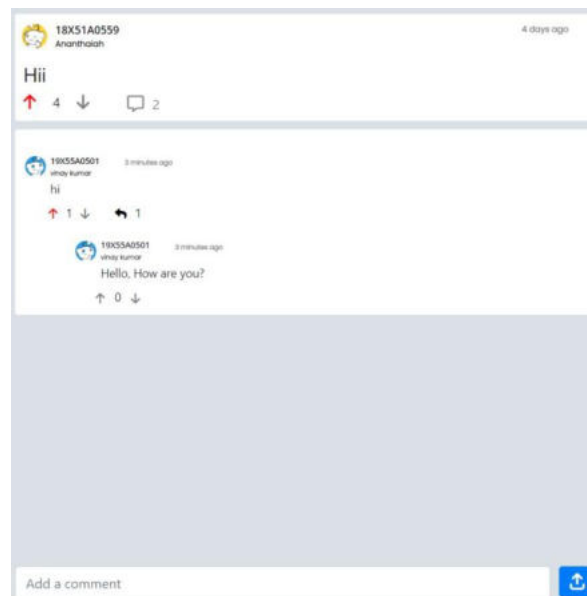 18X51A0559
4 days ago
Ananthaiah
Hii
4
2
19X55A0501
3 minutes ago
vinay kumar
hi
1
1
19X55A0501
3 minutes ago
vinay kumar
Hello, How are you?
0
Add a comment